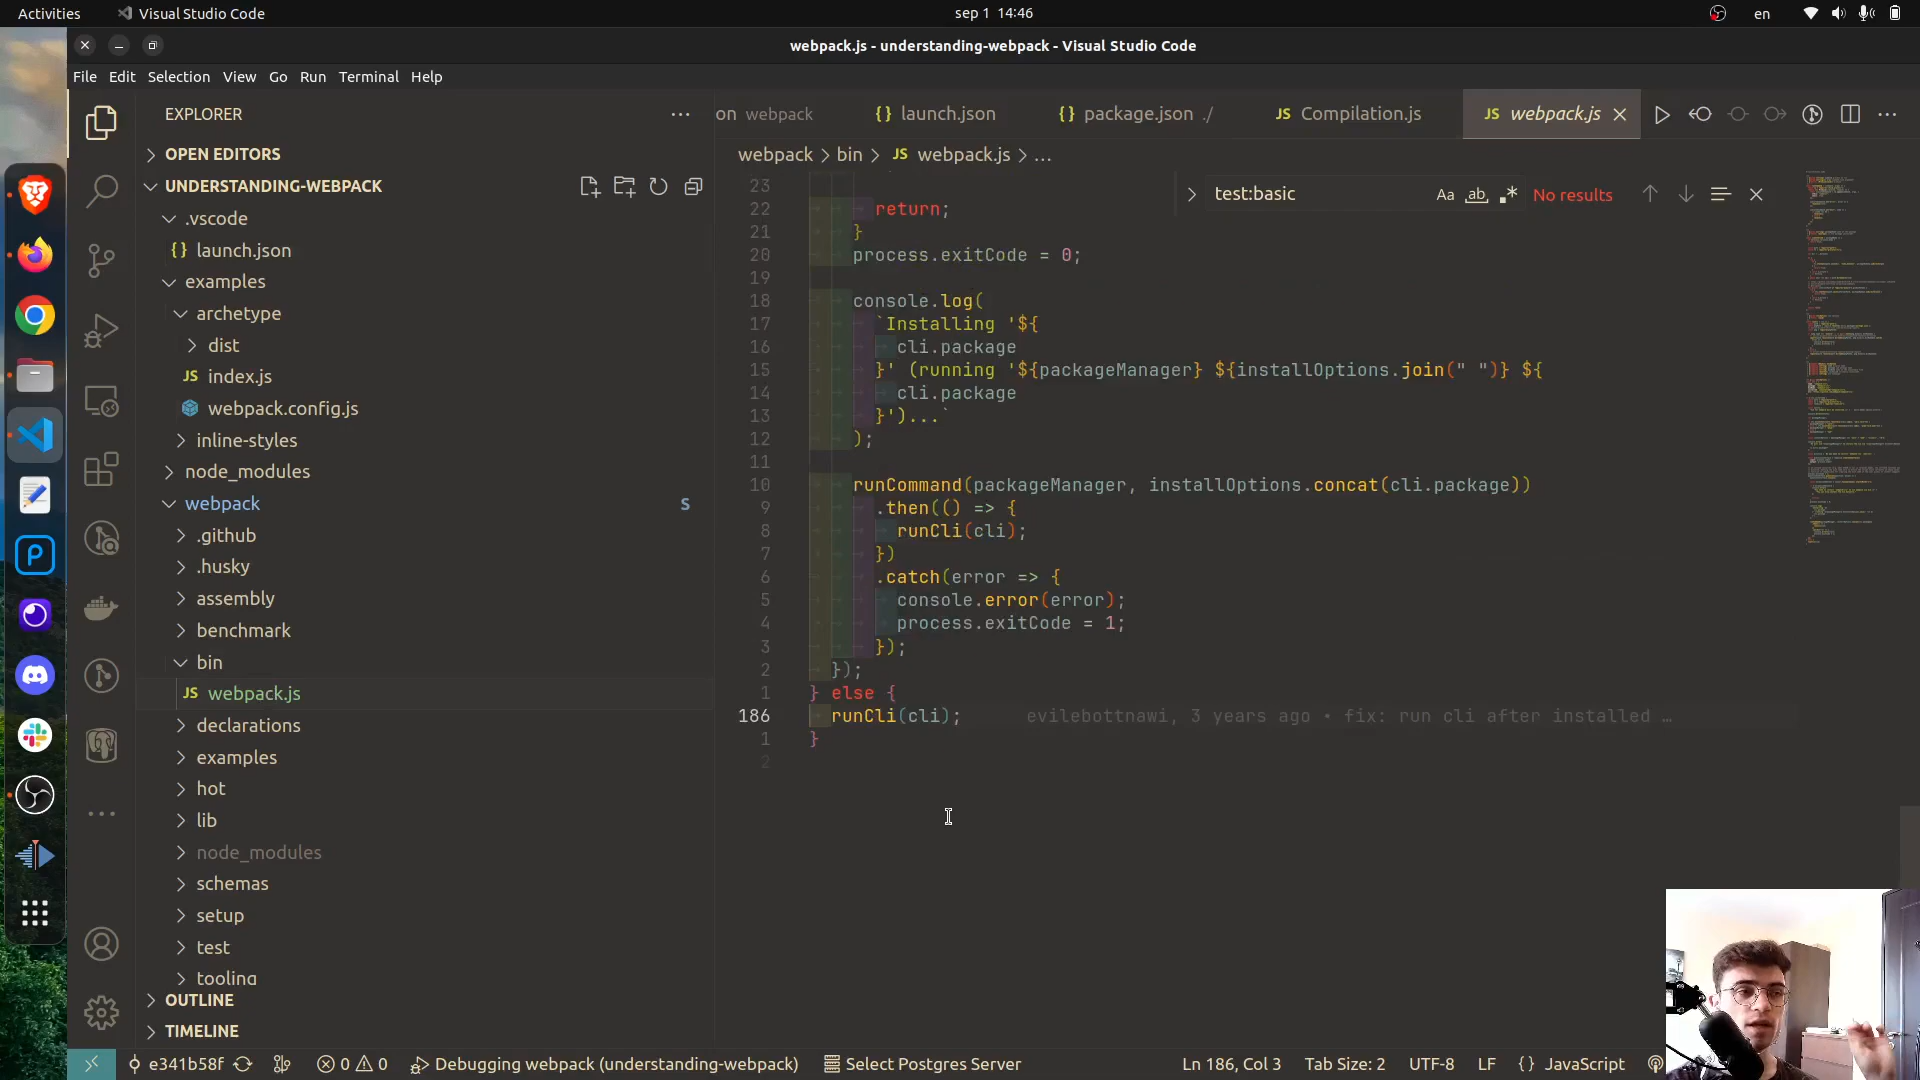 Activities
Visual Studio Code
sep 1 14:46
en
webpack.js - understanding-webpack - Visual Studio Code
File Edit Selection View Go Run Terminal Help
EXPLORER
OPEN EDITORS
UNDERSTANDING-WEBPACK
.vscode
{} launch.json
examples
archetype
dist
JS index.js
webpack.config.js
inline-styles
node_modules
webpack S
.github
.husky
assembly
benchmark
bin
JS webpack.js
declarations
examples
hot
lib
node_modules
schemas
setup
test
tooling
OUTLINE
TIMELINE
on webpack
{} launch.json
{} package.json ./
JS Compilation.js
JS webpack.js
webpack > bin > JS webpack.js > ...
test:basic
Aa ab .* No results
23
22 return;
21 }
20 process.exitCode = 0;
19
18 console.log(
17 `Installing '${
16 cli.package
15 }' (running '${packageManager} ${installOptions.join(" ")} ${
14 cli.package
13 }')...`
12 );
11
10 runCommand(packageManager, installOptions.concat(cli.package))
9 .then(() => {
8 runCli(cli);
7 })
6 .catch(error => {
5 console.error(error);
4 process.exitCode = 1;
3 });
2 });
1 } else {
186 runCli(cli); evilebottnawi, 3 years ago • fix: run cli after installed …
1 }
2
e341b58f
0 0
Debugging webpack (understanding-webpack)
Select Postgres Server
Ln 186, Col 3
Tab Size: 2
UTF-8
LF
{} JavaScript